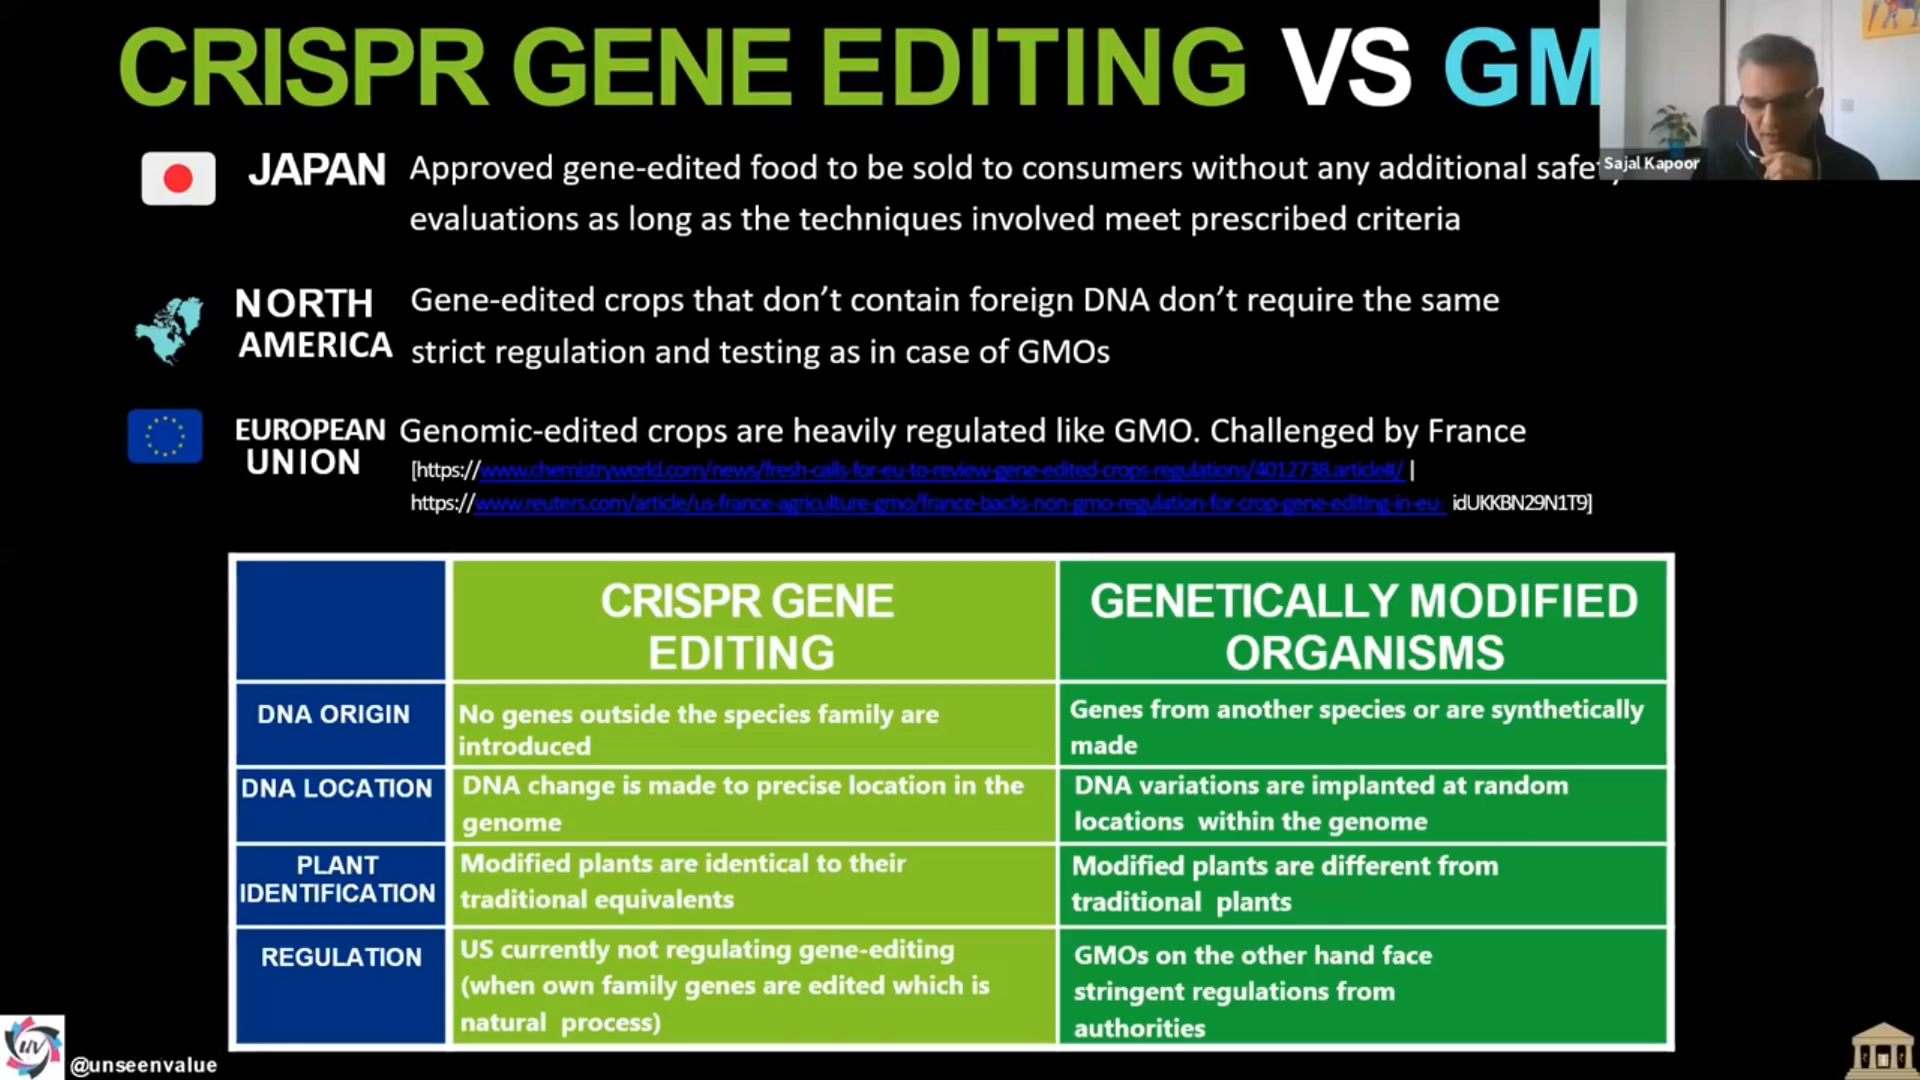 CRISPR GENE EDITING VS GM
Sajal Kapoor
JAPAN Approved gene-edited food to be sold to consumers without any additional
evaluations as long as the techniques involved meet prescribed criteria
NORTH AMERICA Gene-edited crops that don’t contain foreign DNA don’t require the same
strict regulation and testing as in case of GMOs
EUROPEAN UNION Genomic-edited crops are heavily regulated like GMO. Challenged by France
[https://www.chemistryworld.com/news/fresh-calls-for-eu-to-review-gene-edited-crops-regulations/4012738.article#/ |
https://www.reuters.com/article/us-france-agriculture-gmo/france-backs-non-gmo-regulation-for-crop-gene-editing-in-eu- idUKKBN29N1T9]
CRISPR GENE
EDITING
GENETICALLY MODIFIED
ORGANISMS
DNA ORIGIN
No genes outside the species family are
introduced
Genes from another species or are synthetically
made
DNA LOCATION
DNA change is made to precise location in the
genome
DNA variations are implanted at random
locations within the genome
PLANT
IDENTIFICATION
Modified plants are identical to their
traditional equivalents
Modified plants are different from
traditional plants
REGULATION
US currently not regulating gene-editing
(when own family genes are edited which is
natural process)
GMOs on the other hand face
stringent regulations from
authorities
uv
@unseenvalue